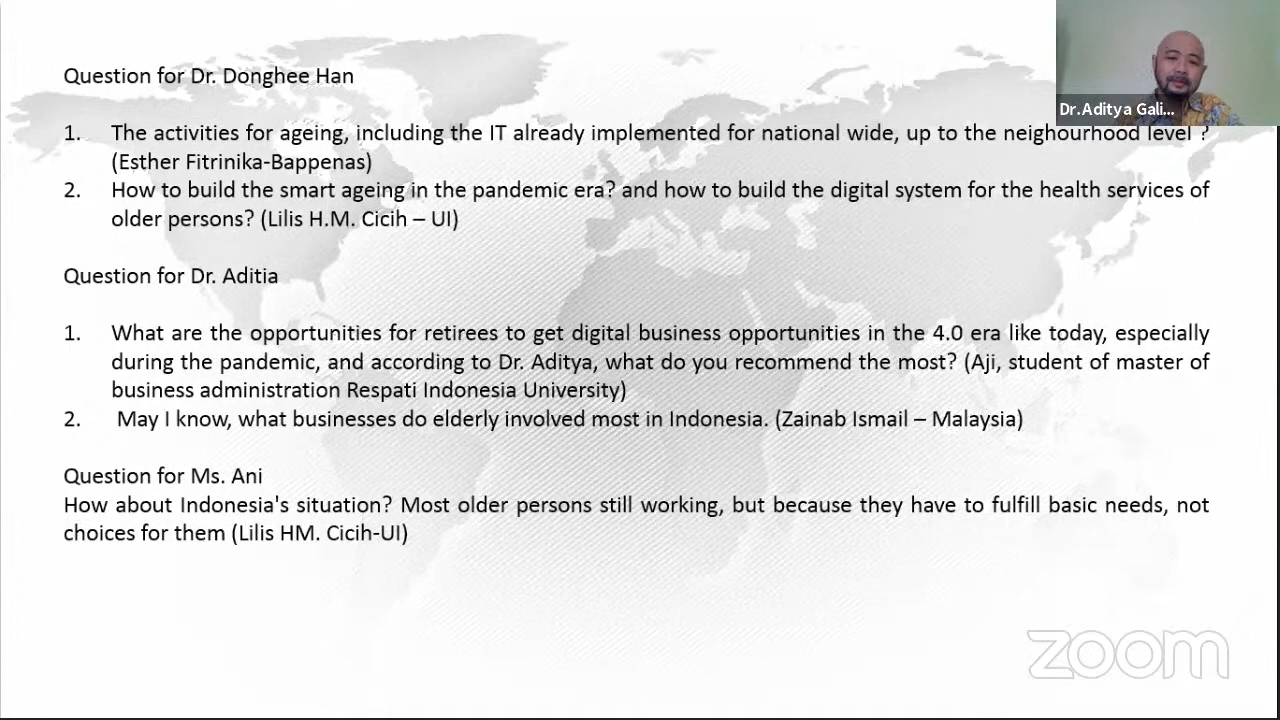 Question for Dr. Donghee Han
1. The activities for ageing, including the IT already implemented for national wide, up to the neighourhood level ?
(Esther Fitrinika-Bappenas)
2. How to build the smart ageing in the pandemic era? and how to build the digital system for the health services of
older persons? (Lilis H.M. Cicih – UI)
Question for Dr. Aditia
1. What are the opportunities for retirees to get digital business opportunities in the 4.0 era like today, especially
during the pandemic, and according to Dr. Aditya, what do you recommend the most? (Aji, student of master of
business administration Respati Indonesia University)
2. May I know, what businesses do elderly involved most in Indonesia. (Zainab Ismail – Malaysia)
Question for Ms. Ani
How about Indonesia's situation? Most older persons still working, but because they have to fulfill basic needs, not
choices for them (Lilis HM. Cicih-UI)
Dr.Aditya Gali...
zoom